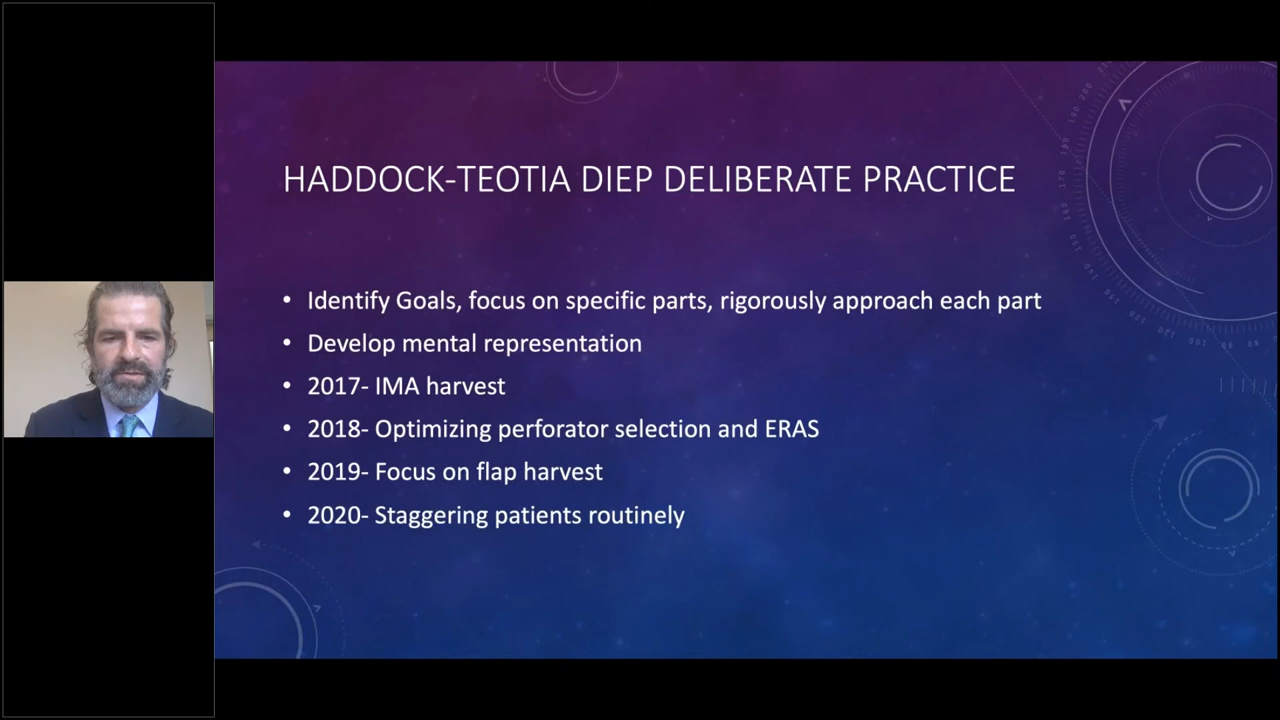 HADDOCK-TEOTIA DIEP DELIBERATE PRACTICE
• Identify Goals, focus on specific parts, rigorously approach each part
• Develop mental representation
• 2017- IMA harvest
• 2018- Optimizing perforator selection and ERAS
• 2019- Focus on flap harvest
• 2020- Staggering patients routinely